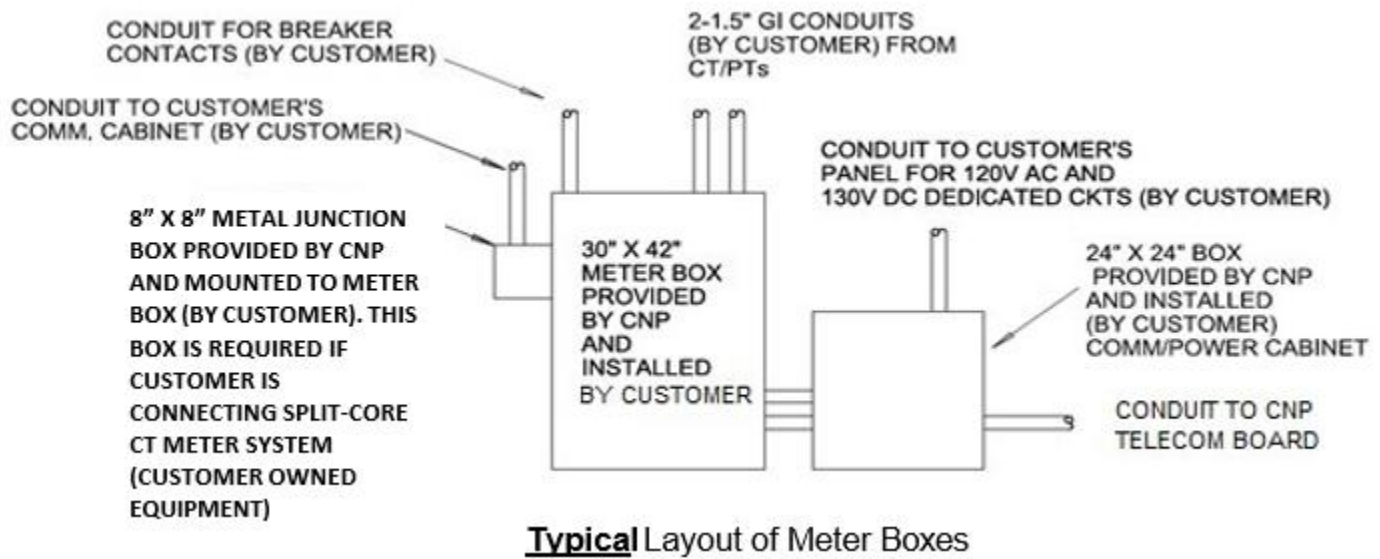 CONDUIT FOR BREAKER
CONTACTS (BY CUSTOMER)
2-1.5" GI CONDUITS
(BY CUSTOMER) FROM
CT/PTs
CONDUIT TO CUSTOMER'S
COMM. CABINET (BY CUSTOMER)
CONDUIT TO CUSTOMER'S
PANEL FOR 120V AC AND
130V DC DEDICATED CKTS (BY CUSTOMER)
8” X 8” METAL JUNCTION
BOX PROVIDED BY CNP
AND MOUNTED TO METER
BOX (BY CUSTOMER). THIS
BOX IS REQUIRED IF
CUSTOMER IS
CONNECTING SPLIT-CORE
CT METER SYSTEM
(CUSTOMER OWNED
EQUIPMENT)
30" X 42"
METER BOX
PROVIDED
BY CNP
AND
INSTALLED
BY CUSTOMER
24" X 24" BOX
PROVIDED BY CNP
AND INSTALLED
(BY CUSTOMER)
COMM/POWER CABINET
CONDUIT TO CNP
TELECOM BOARD
Typical Layout of Meter Boxes